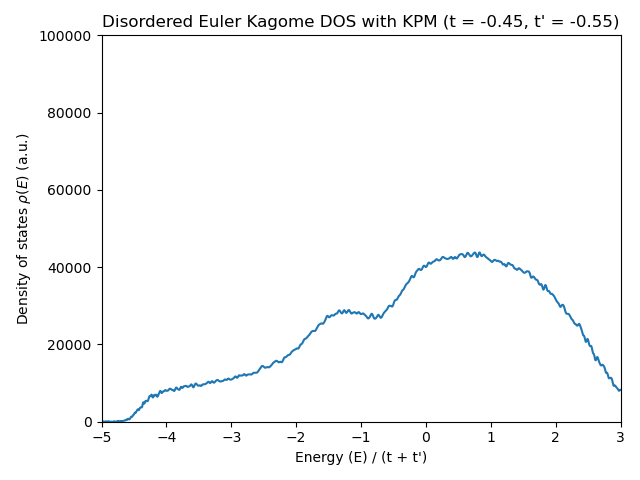 Disordered Euler Kagome DOS with KPM (t = -0.45, t' = -0.55)
100000
80000
60000
40000
20000
0
Density of states ρ(E) (a.u.)
−5 −4 −3 −2 −1 0 1 2 3
Energy (E) / (t + t')